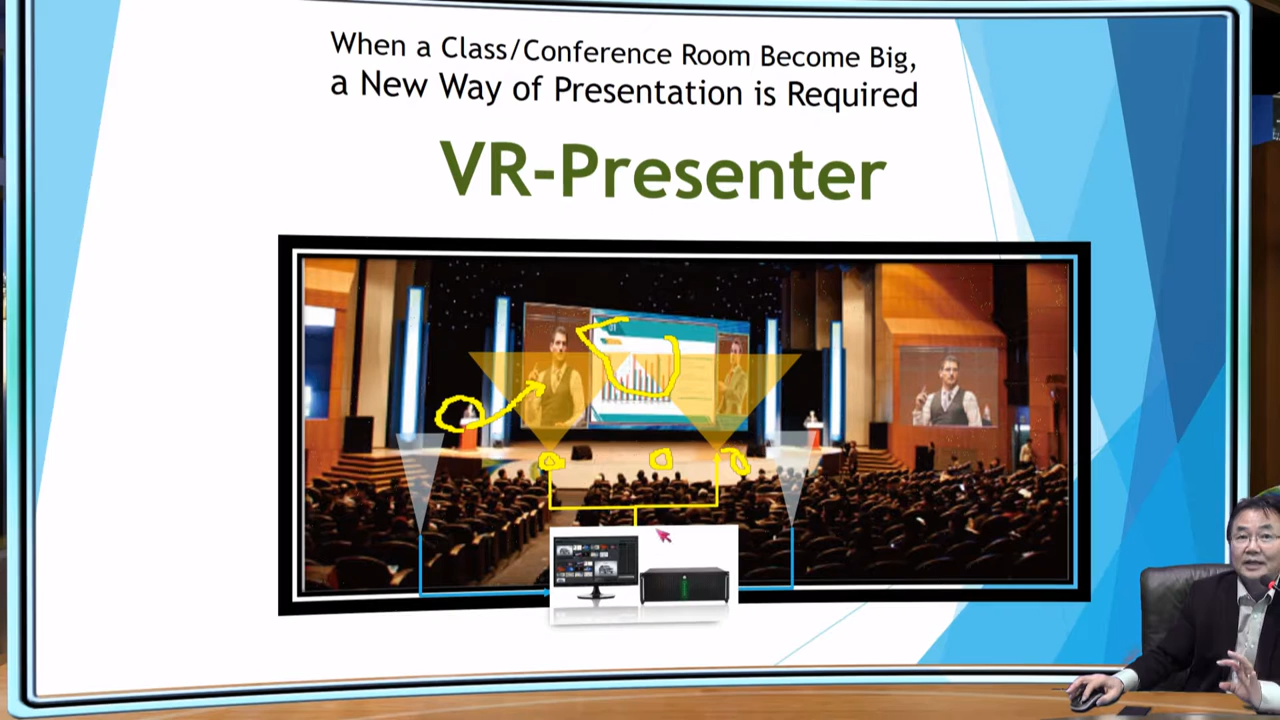 When a Class/Conference Room Become Big,
a New Way of Presentation is Required
VR-Presenter